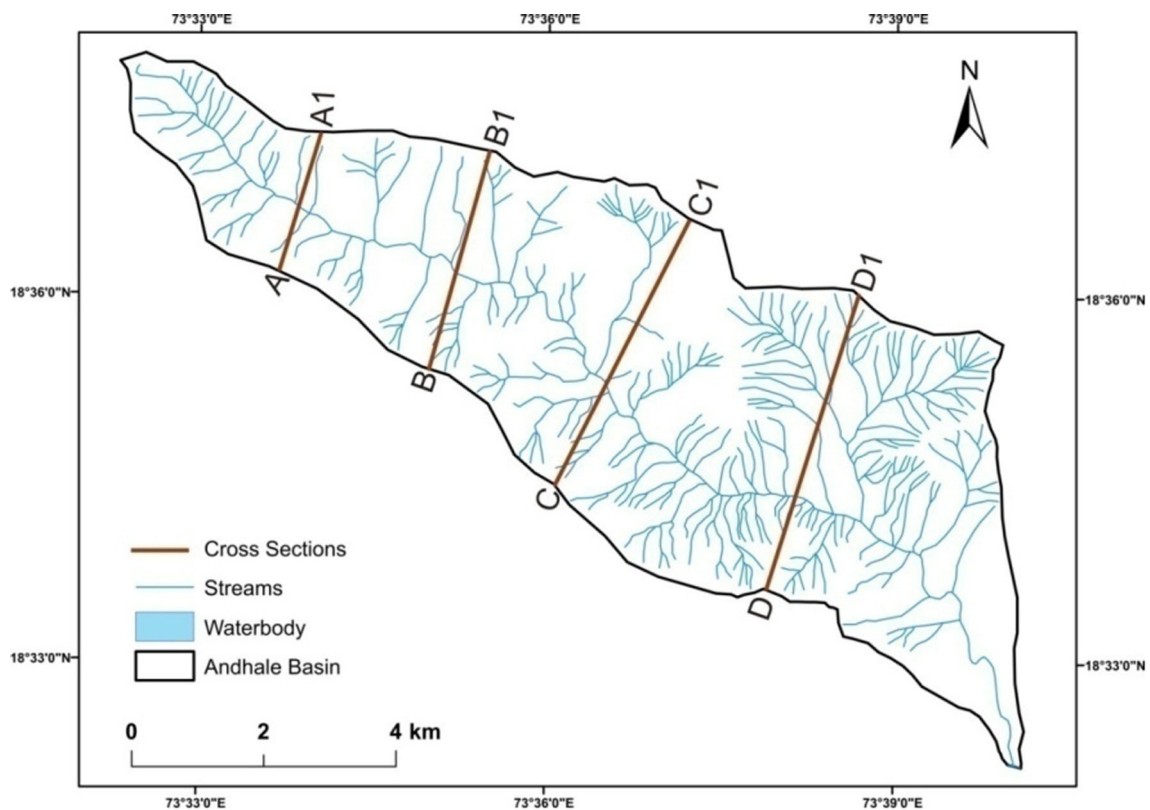 73°33'0"E
73°36'0"E
73°39'0"E
N
A1
B1
C1
D1
18°36'0"N
18°36'0"N
A
B
C
D
Cross Sections
Streams
Waterbody
Andhale Basin
18°33'0"N
18°33'0"N
0 2 4 km
73°33'0"E
73°36'0"E
73°39'0"E